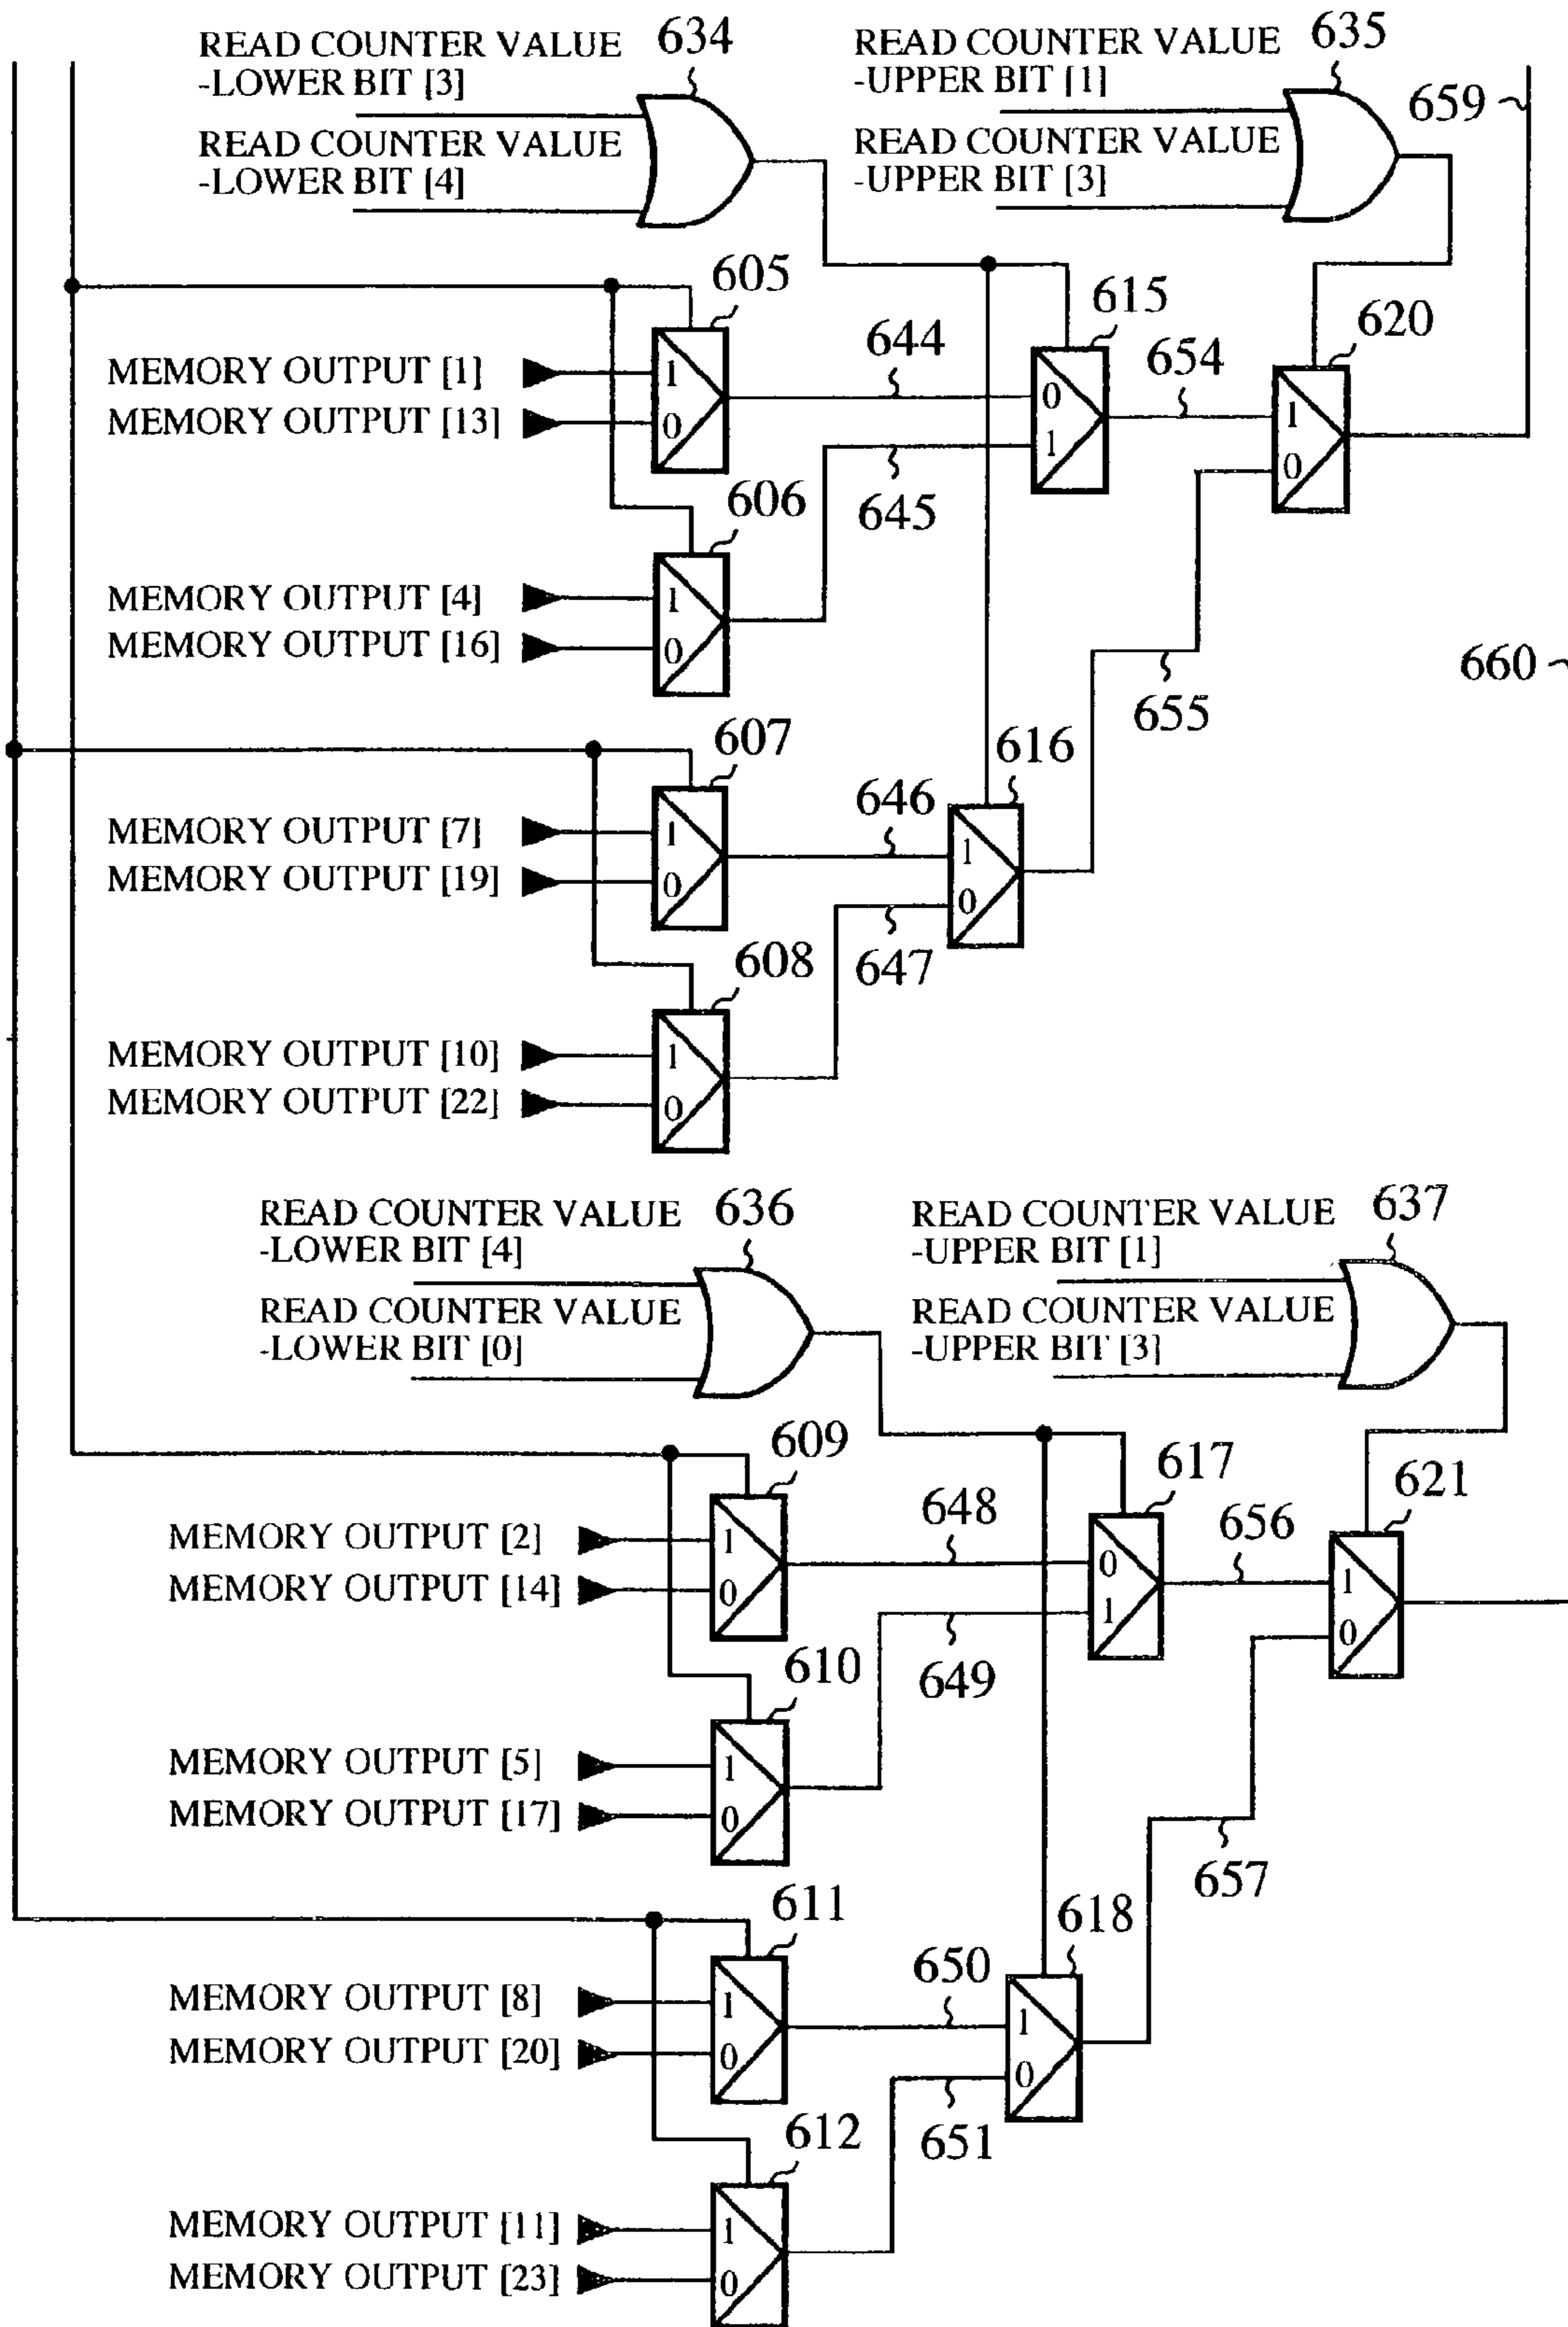 READ COUNTER VALUE
-LOWER BIT [3]
634
READ COUNTER VALUE
-LOWER BIT [4]
READ COUNTER VALUE
-UPPER BIT [1]
635
READ COUNTER VALUE
-UPPER BIT [3]
659
605
MEMORY OUTPUT [1]
1
MEMORY OUTPUT [13]
0
644
615
0
1
645
654
620
1
0
606
MEMORY OUTPUT [4]
1
MEMORY OUTPUT [16]
0
655
660
607
MEMORY OUTPUT [7]
1
MEMORY OUTPUT [19]
0
646
616
1
0
647
608
MEMORY OUTPUT [10]
1
MEMORY OUTPUT [22]
0
READ COUNTER VALUE
-LOWER BIT [4]
636
READ COUNTER VALUE
-LOWER BIT [0]
READ COUNTER VALUE
-UPPER BIT [1]
637
READ COUNTER VALUE
-UPPER BIT [3]
609
MEMORY OUTPUT [2]
1
MEMORY OUTPUT [14]
0
648
617
0
1
649
656
621
1
0
610
MEMORY OUTPUT [5]
1
MEMORY OUTPUT [17]
0
657
611
MEMORY OUTPUT [8]
1
MEMORY OUTPUT [20]
0
650
618
1
0
651
612
MEMORY OUTPUT [11]
1
MEMORY OUTPUT [23]
0